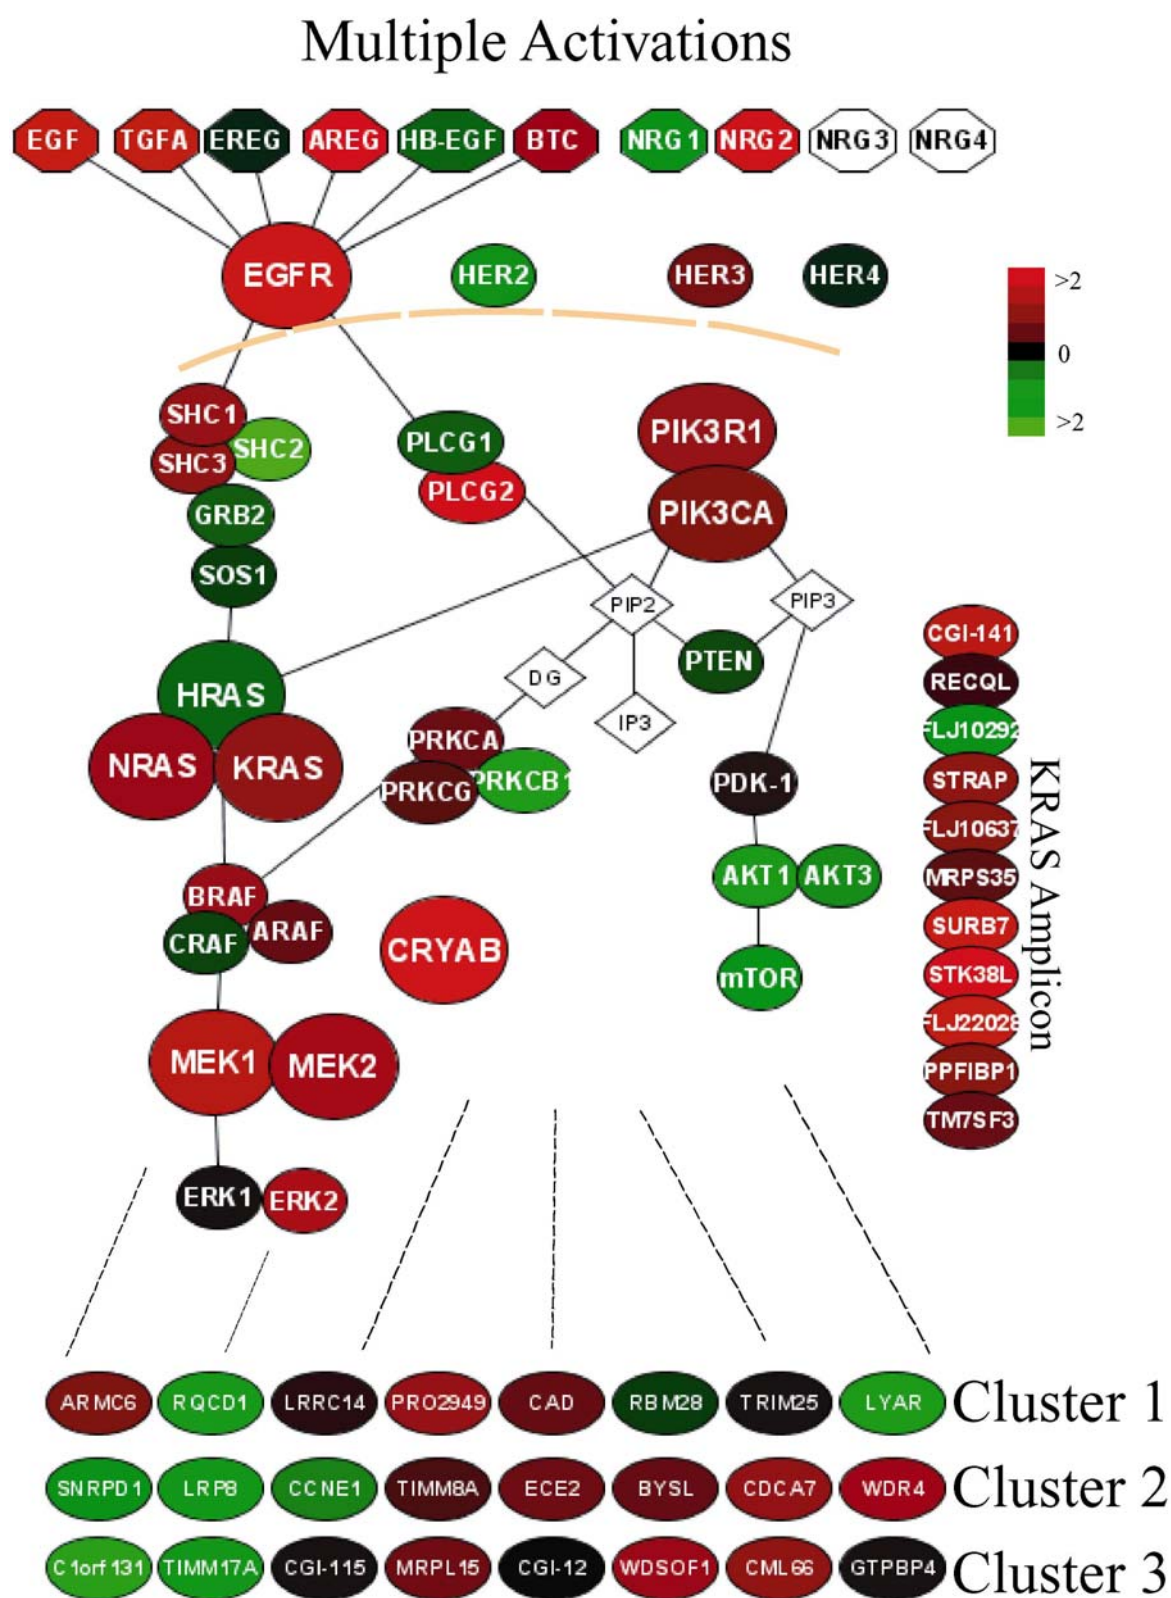 Multiple Activations
EGF TGFA EREG AREG HB-EGF BTC NRG1 NRG2 NRG3 NRG4
EGFR HER2 HER3 HER4
>2
0
>2
SHC1
SHC2
SHC3
GRB2
SOS1
PLCG1
PLCG2
PIK3R1
PIK3CA
PIP2
PIP3
PTEN
DG
IP3
HRAS
NRAS KRAS
PRKCA
PRKCG PRKCB1
PDK-1
AKT1 AKT3
mTOR
BRAF
CRAF ARAF
CRYAB
MEK1 MEK2
ERK1 ERK2
CGI-141
RECQL
FLJ10292
STRAP
FLJ10637
MRPS35
SURB7
STK38L
FLJ22028
PPFIBP1
TM7SF3
KRAS Amplicon
ARMC6 RQCD1 LRRC14 PRO2949 CAD RBM28 TRIM25 LYAR Cluster 1
SNRPD1 LRP8 CCNE1 TIMM8A ECE2 BYSL CDCA7 WDR4 Cluster 2
C1orf131 TIMM17A CGI-115 MRPL15 CGI-12 WDSOF1 CML66 GTPBP4 Cluster 3